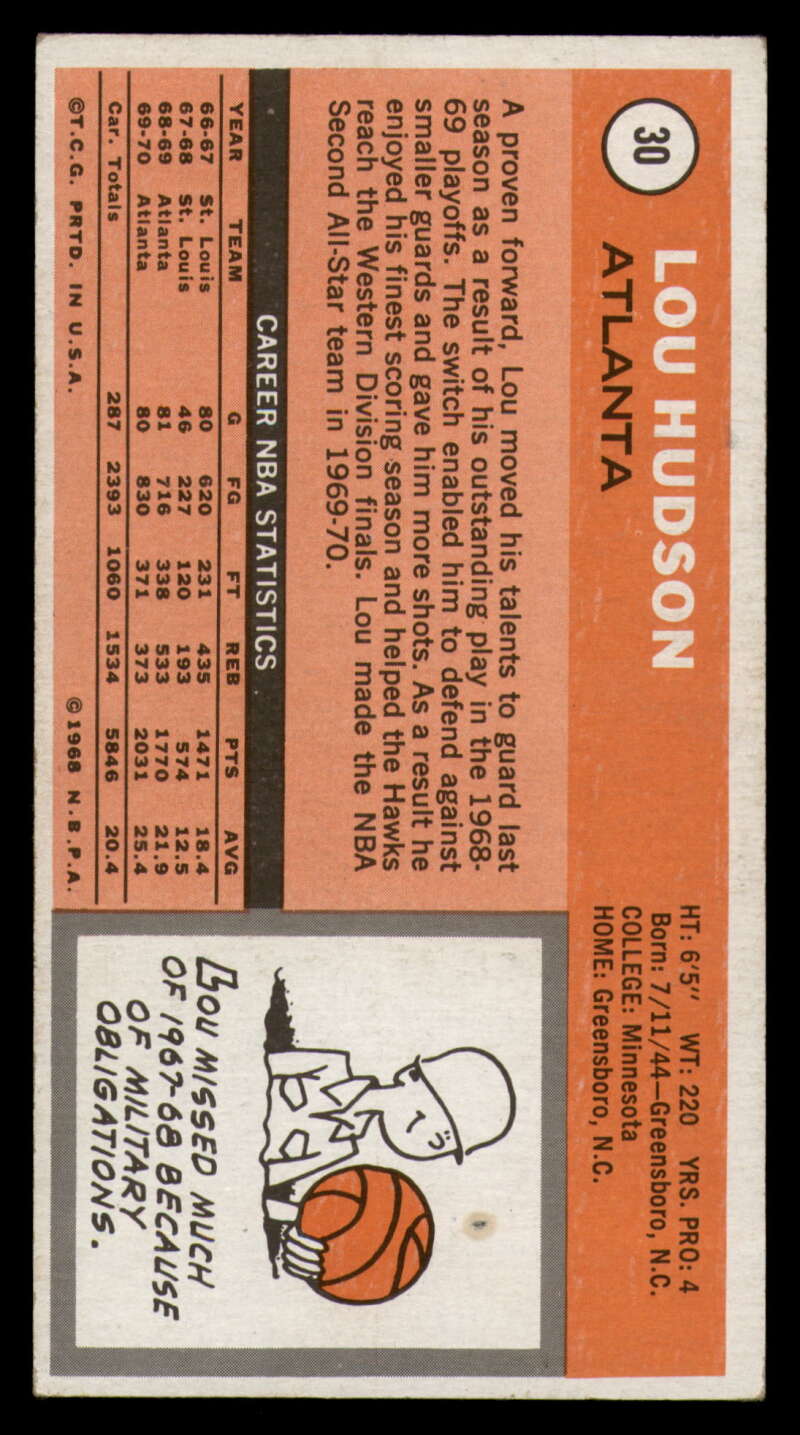 30
LOU HUDSON
ATLANTA
HT: 6'5" WT: 220 YRS. PRO: 4
Born: 7/11/44—Greensboro, N.C.
COLLEGE: Minnesota
HOME: Greensboro, N.C.
A proven forward, Lou moved his talents to guard last
season as a result of his outstanding play in the 1968-
69 playoffs. The switch enabled him to defend against
smaller guards and gave him more shots. As a result he
enjoyed his finest scoring season and helped the Hawks
reach the Western Division finals. Lou made the NBA
Second All-Star team in 1969-70.
CAREER NBA STATISTICS
YEAR TEAM G FG FT REB PTS AVG
66-67 St. Louis 80 620 231 435 1471 18.4
67-68 St. Louis 46 227 120 193 574 12.5
68-69 Atlanta 81 716 338 533 1770 21.9
69-70 Atlanta 80 830 371 373 2031 25.4
Car. Totals 287 2393 1060 1534 5846 20.4
©T.C.G. PRTD. IN U.S.A. ©1968 N.B.P.A.
LOU MISSED MUCH
OF 1967-68 BECAUSE
OF MILITARY
OBLIGATIONS.